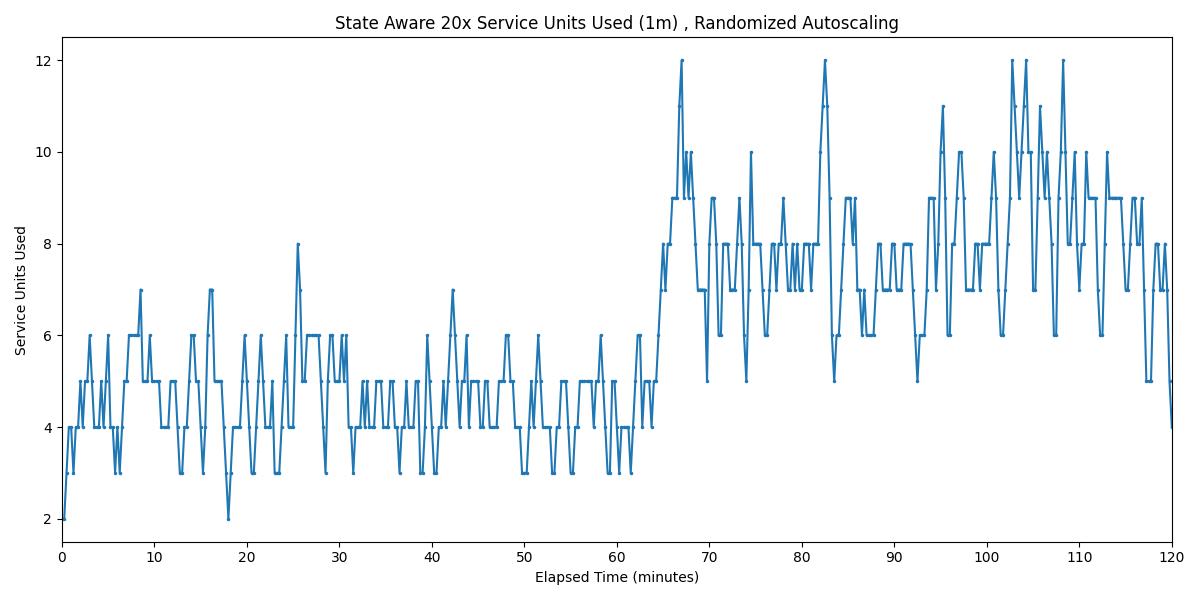 State Aware 20x Service Units Used (1m) , Randomized Autoscaling
12
10
8
6
4
2
Service Units Used
0 10 20 30 40 50 60 70 80 90 100 110 120
Elapsed Time (minutes)